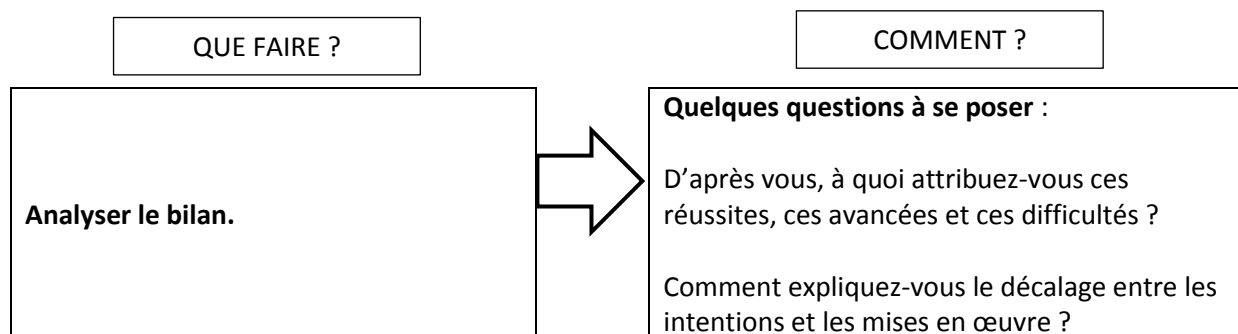 QUE FAIRE ?
COMMENT ?
Analyser le bilan.
Quelques questions à se poser :
D’après vous, à quoi attribuez-vous ces
réussites, ces avancées et ces difficultés ?
Comment expliquez-vous le décalage entre les
intentions et les mises en œuvre ?